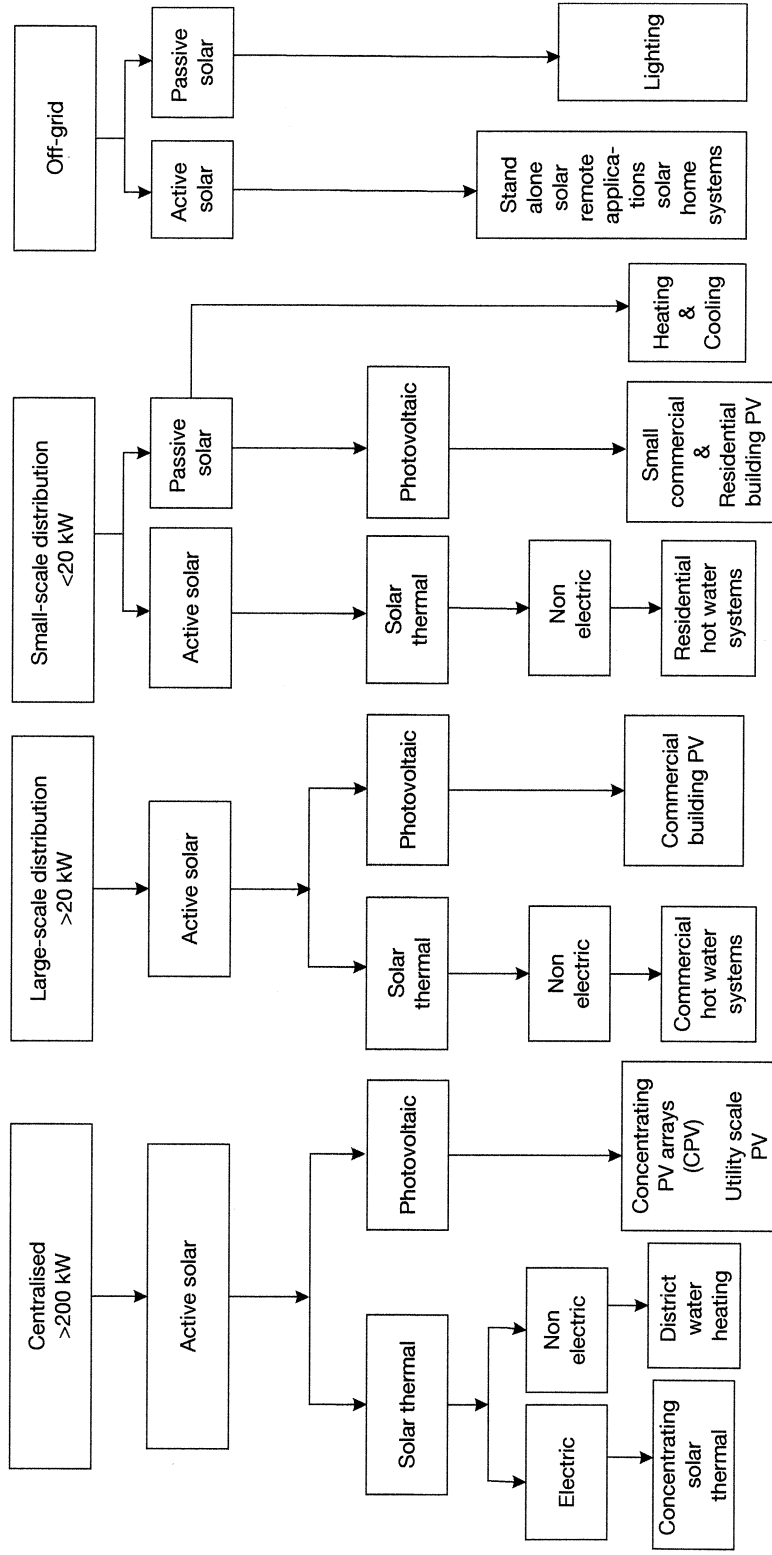 Centralised
>200 kW
Large-scale distribution
>20 kW
Small-scale distribution
<20 kW
Off-grid
Active solar
Active solar
Active solar
Passive
solar
Active
solar
Passive
solar
Solar thermal
Photovoltaic
Solar
thermal
Photovoltaic
Solar
thermal
Photovoltaic
Electric
Non
electric
Non
electric
Non
electric
Concentrating
solar
thermal
District
water
heating
Concentrating
PV arrays
(CPV)
Utility scale
PV
Commercial
hot water
systems
Commercial
building PV
Residential
hot water
systems
Small
commercial
&
Residential
building PV
Heating
&
Cooling
Stand
alone
solar
remote
applica-
tions
solar
home
systems
Lighting